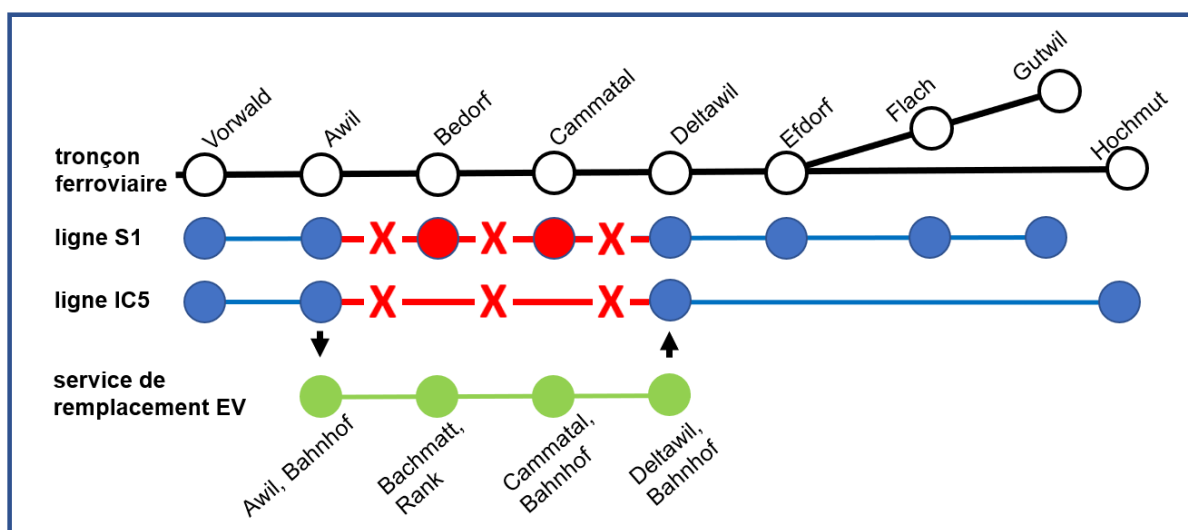 Vorwald
Awil
Bedorf
Cammatal
Deltawil
Efdorf
Flach
Gutwil
Hochmut
tronçon
ferroviaire
ligne S1
X X X
ligne IC5
X X X
service de
remplacement EV
Awil, Bahnhof
Bachmatt,
Rank
Cammatal,
Bahnhof
Deltawil,
Bahnhof